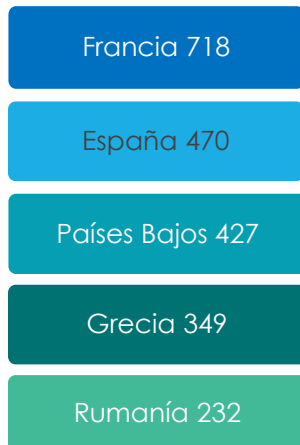 Francia 718
España 470
Países Bajos 427
Grecia 349
Rumanía 232